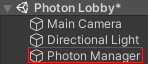 Photon Lobby*
Main Camera
Directional Light
Photon Manager